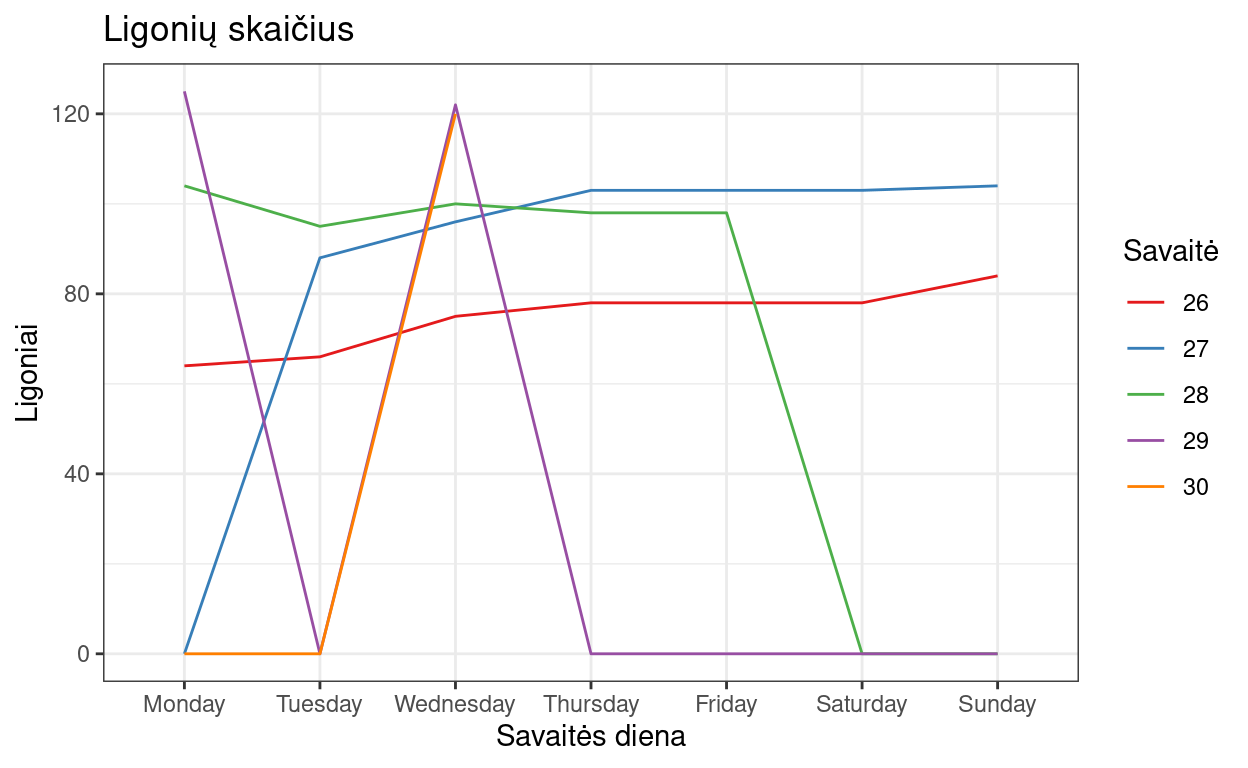 Ligonių skaičius
Ligoniai
120
80
40
0
Monday Tuesday Wednesday Thursday Friday Saturday Sunday
Savaitės diena
Savaitė
26
27
28
29
30